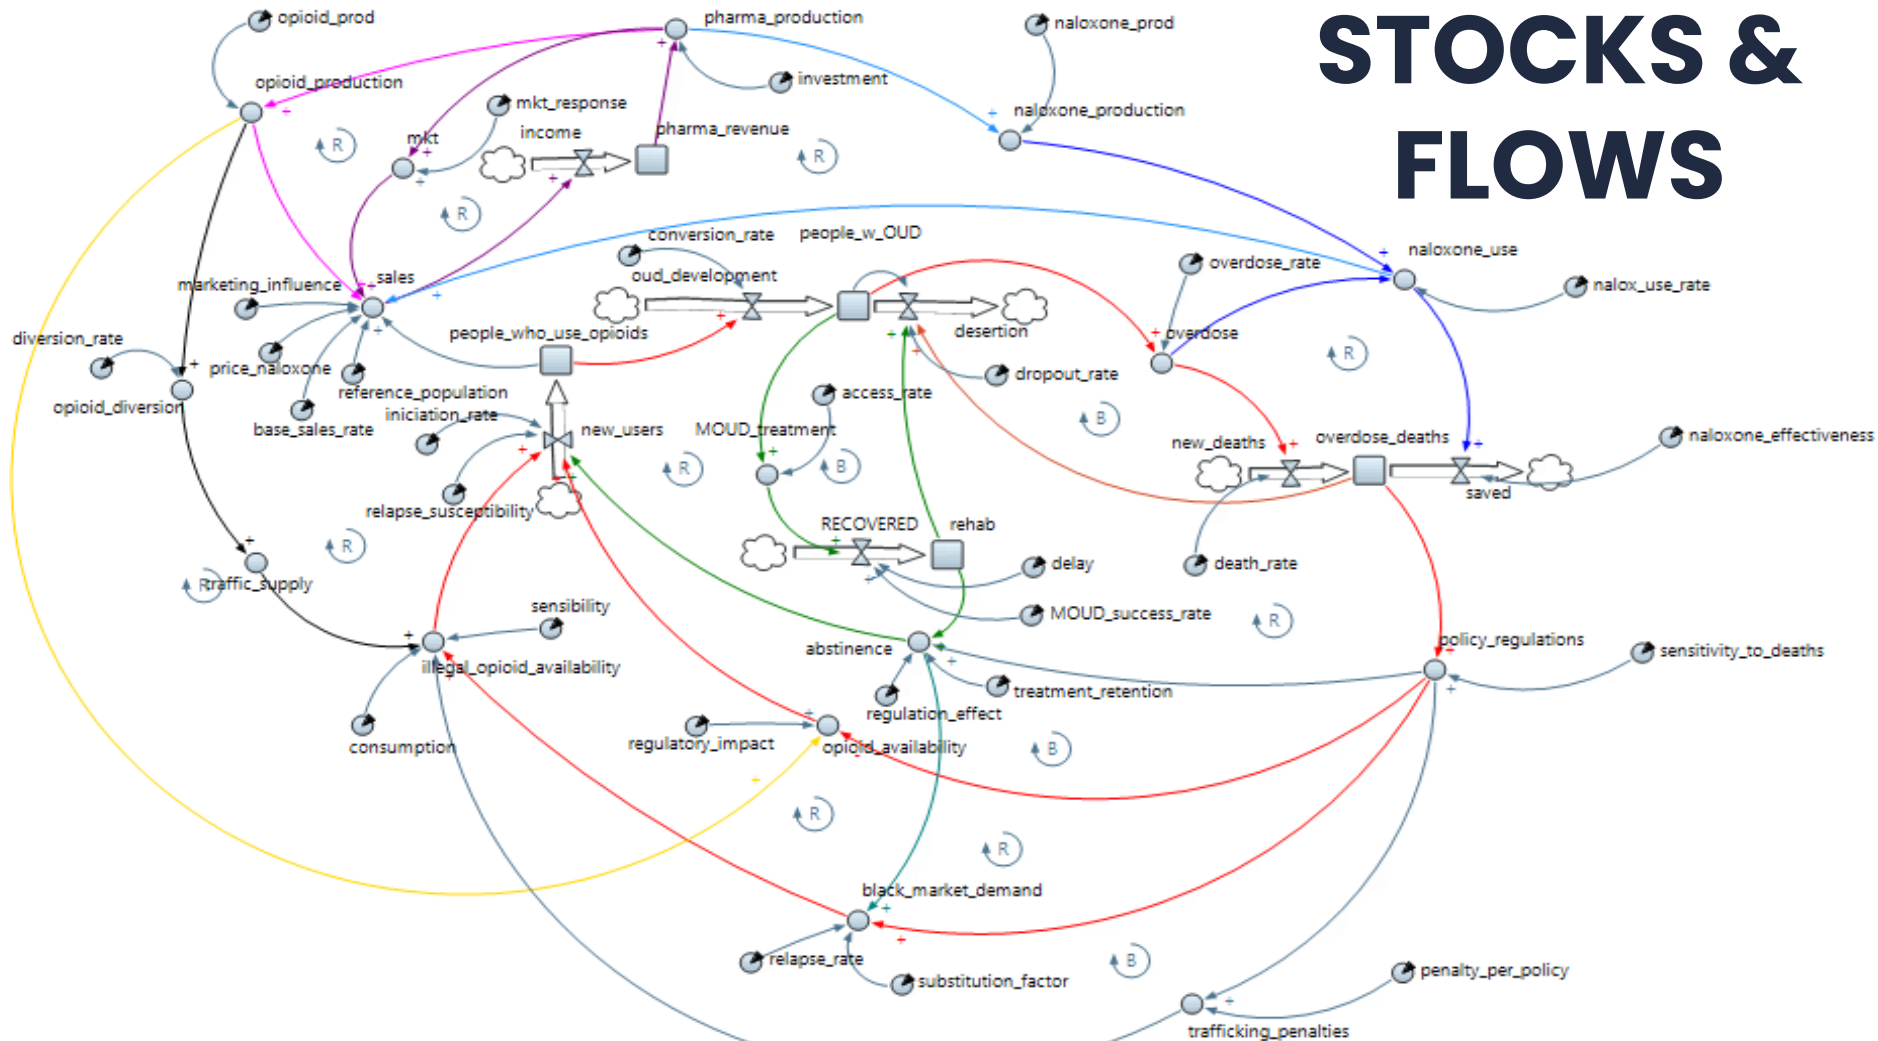 STOCKS &
FLOWS
opioid_prod
pharma_production
naloxone_prod
opioid_production
investment
mkt_response
naloxone_production
mkt
income
pharma_revenue
R
R
R
conversion_rate
people_w_OUD
naloxone_use
overdose_rate
marketing_influence
sales
oud_development
nalox_use_rate
diversion_rate
people_who_use_opioids
desertion
overdose
R
price_naloxone
dropout_rate
reference_population
access_rate
opioid_diversion
iniciation_rate
base_sales_rate
new_users
MOUD_treatment
B
new_deaths
overdose_deaths
naloxone_effectiveness
R
B
saved
relapse_susceptibility
RECOVERED
rehab
R
delay
death_rate
traffic_supply
R
sensibility
MOUD_success_rate
R
abstinence
policy_regulations
sensitivity_to_deaths
illegal_opioid_availability
treatment_retention
regulation_effect
consumption
regulatory_impact
opioid_availability
B
R
R
black_market_demand
relapse_rate
B
substitution_factor
penalty_per_policy
trafficking_penalties